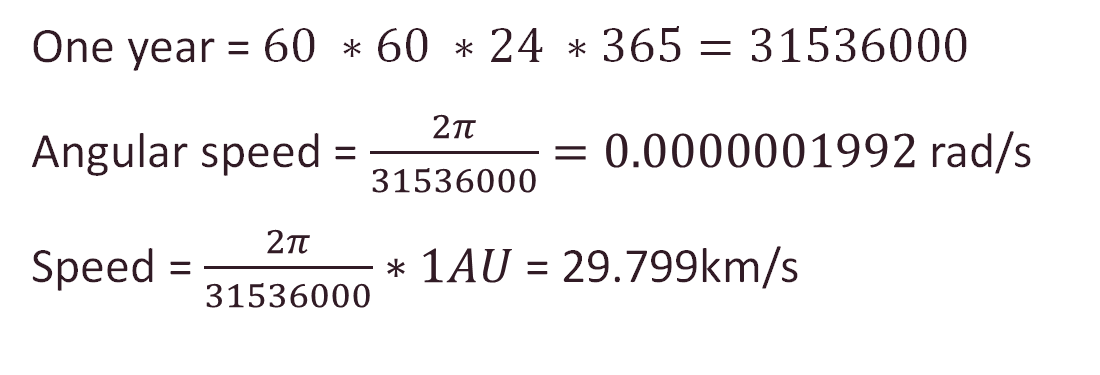 One year = 60 * 60 * 24 * 365 = 31536000
Angular speed = 2π/31536000 = 0.0000001992 rad/s
Speed = 2π/31536000 * 1AU = 29.799km/s